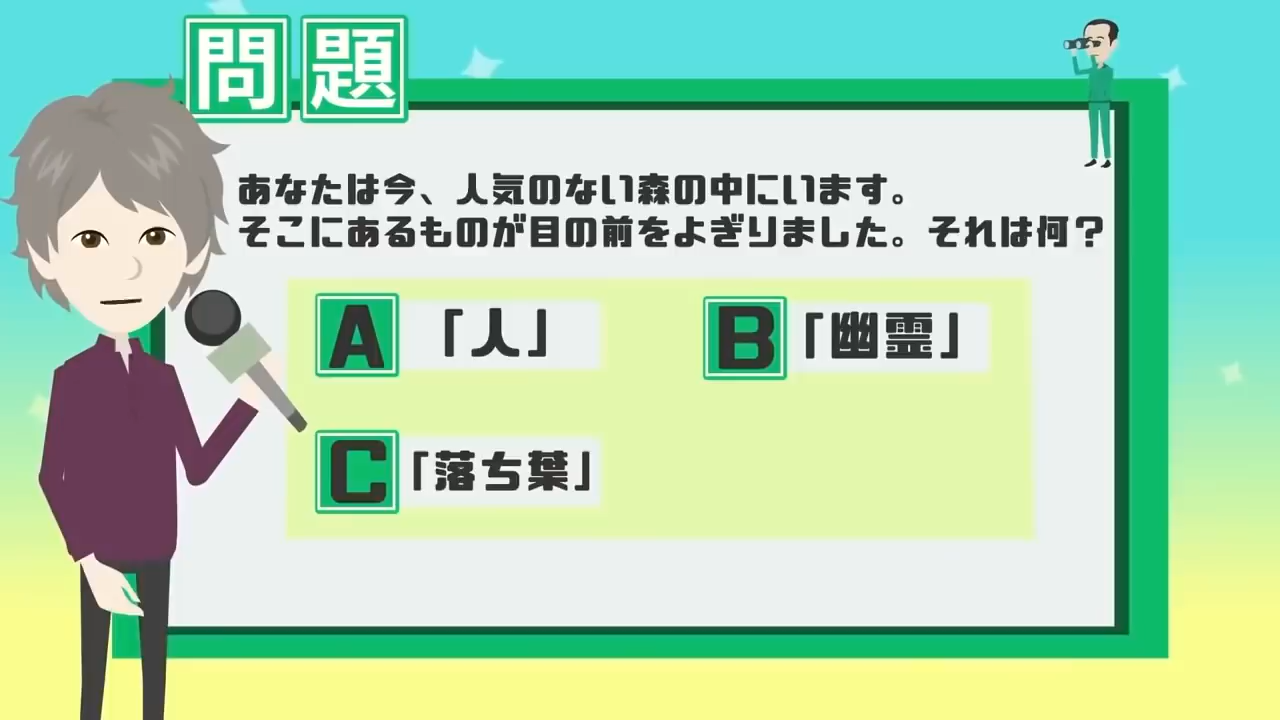 問題
あなたは今、人気のない森の中にいます。
そこにあるものが目の前をよぎりました。それは何？
A 「人」
B 「幽霊」
C 「落ち葉」